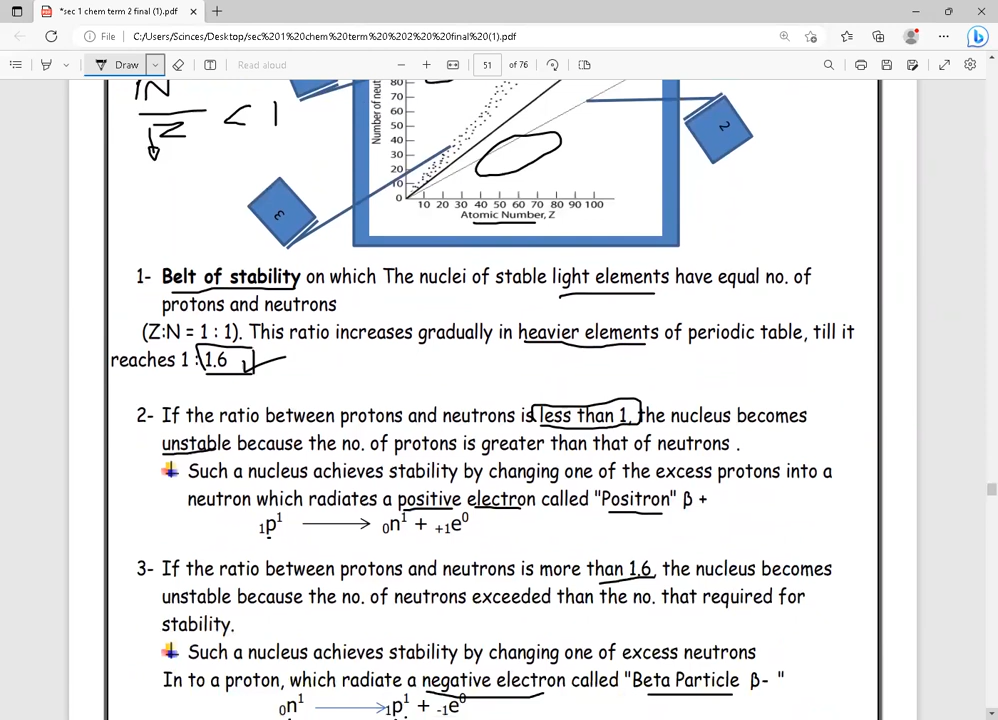 *sec 1 chem term 2 final (1).pdf
File
C:/Users/Scinces/Desktop/sec%201%20chem%20term%20%202%20%20final%20(1).pdf
Draw
Read aloud
51 of 76
N
Z < 1
Number of neu
80
70
60
50
40
30
20
10
0
10 20 30 40 50 60 70 80 90 100
Atomic Number, Z
2
3
1- Belt of stability on which The nuclei of stable light elements have equal no. of
protons and neutrons
(Z:N = 1 : 1). This ratio increases gradually in heavier elements of periodic table, till it
reaches 1 : 1.6
2- If the ratio between protons and neutrons is less than 1, the nucleus becomes
unstable because the no. of protons is greater than that of neutrons .
Such a nucleus achieves stability by changing one of the excess protons into a
neutron which radiates a positive electron called "Positron" β +
₁p¹ → ₀n¹ + ₊₁e⁰
3- If the ratio between protons and neutrons is more than 1.6, the nucleus becomes
unstable because the no. of neutrons exceeded than the no. that required for
stability.
Such a nucleus achieves stability by changing one of excess neutrons
In to a proton, which radiate a negative electron called "Beta Particle β- "
₀n¹ → ₁p¹ + ₋₁e⁰